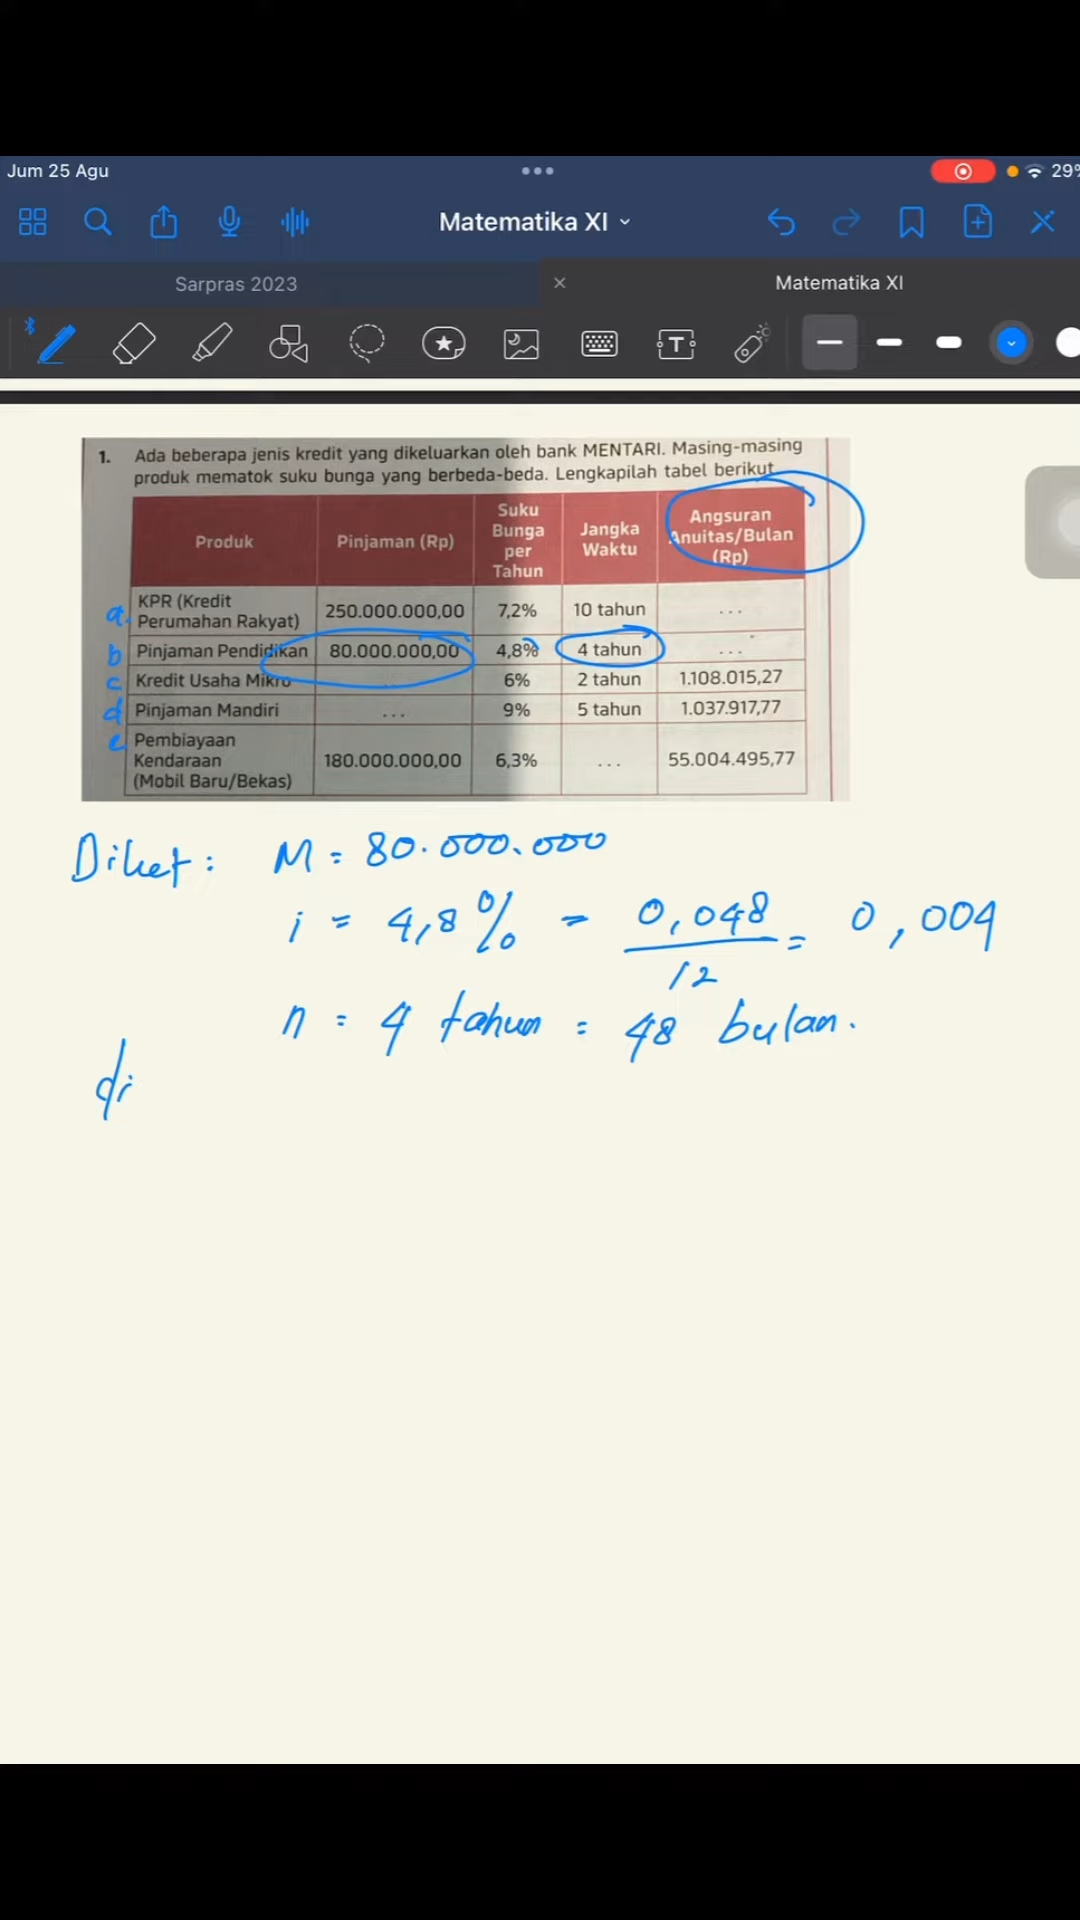 Jum 25 Agu
29%
Matematika XI
Sarpras 2023
Matematika XI
1. Ada beberapa jenis kredit yang dikeluarkan oleh bank MENTARI. Masing-masing
produk mematok suku bunga yang berbeda-beda. Lengkapilah tabel berikut
Produk Pinjaman (Rp) Suku Bunga per Tahun Jangka Waktu Angsuran Anuitas/Bulan (Rp)
a. KPR (Kredit Perumahan Rakyat) 250.000.000,00 7,2% 10 tahun ...
b Pinjaman Pendidikan 80.000.000,00 4,8% 4 tahun ...
c Kredit Usaha Mikro ... 6% 2 tahun 1.108.015,27
d Pinjaman Mandiri ... 9% 5 tahun 1.037.917,77
e Pembiayaan Kendaraan (Mobil Baru/Bekas) 180.000.000,00 6,3% ... 55.004.495,77
Diket : M = 80.000.000
i = 4,8% = 0,048 / 12 = 0,004
n = 4 tahun = 48 bulan.
di